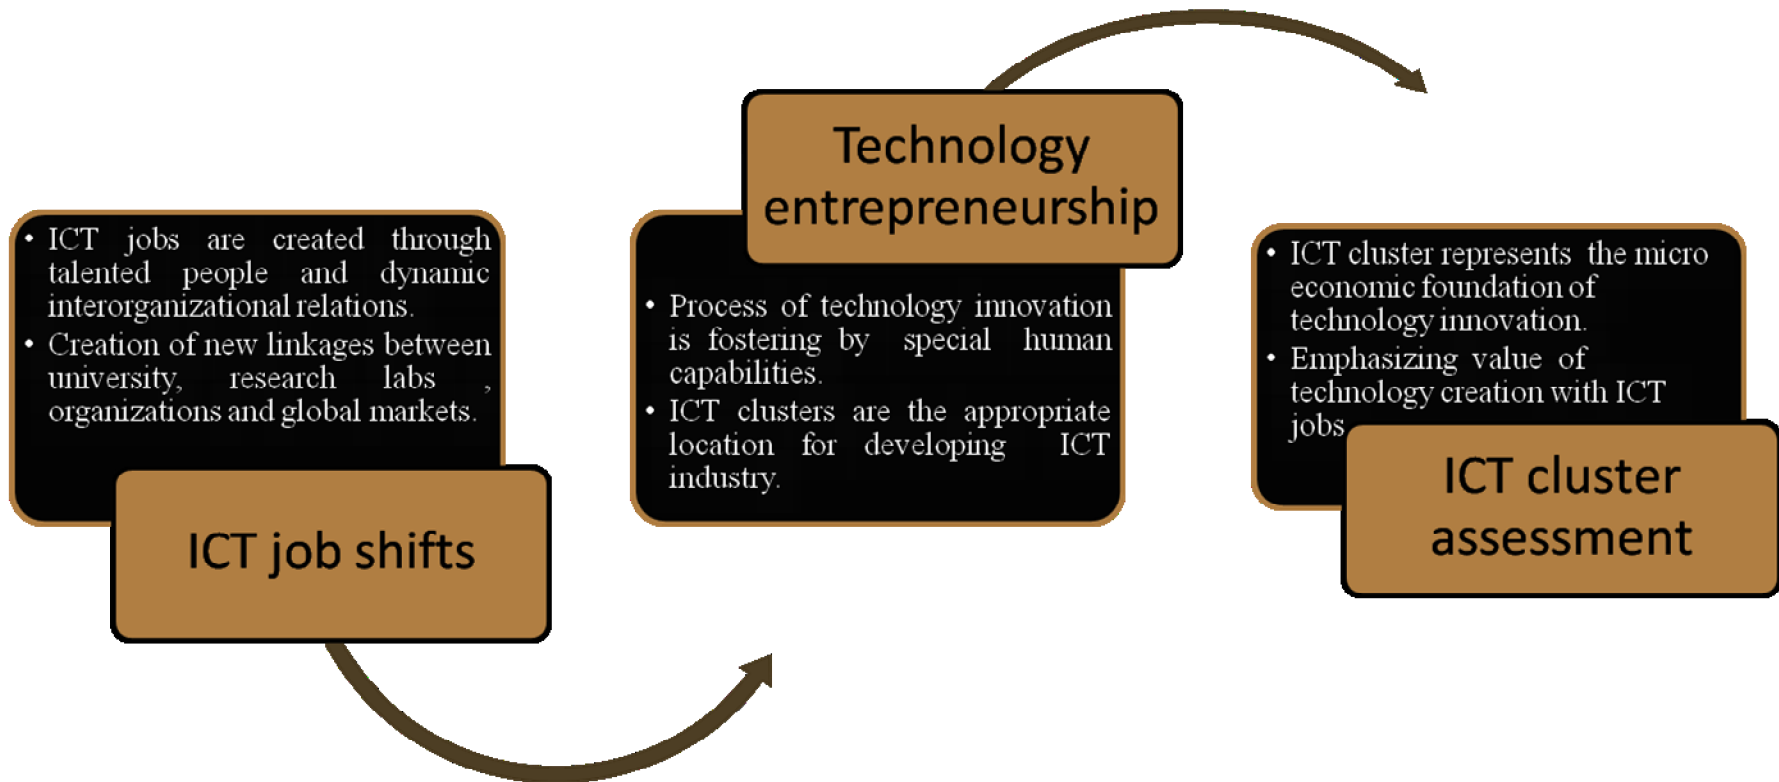 • ICT jobs are created through
talented people and dynamic
interorganizational relations.
• Creation of new linkages between
university, research labs ,
organizations and global markets.
ICT job shifts
Technology
entrepreneurship
• Process of technology innovation
is fostering by special human
capabilities.
• ICT clusters are the appropriate
location for developing ICT
industry.
• ICT cluster represents the micro
economic foundation of
technology innovation.
• Emphasizing value of
technology creation with ICT
jobs
ICT cluster
assessment